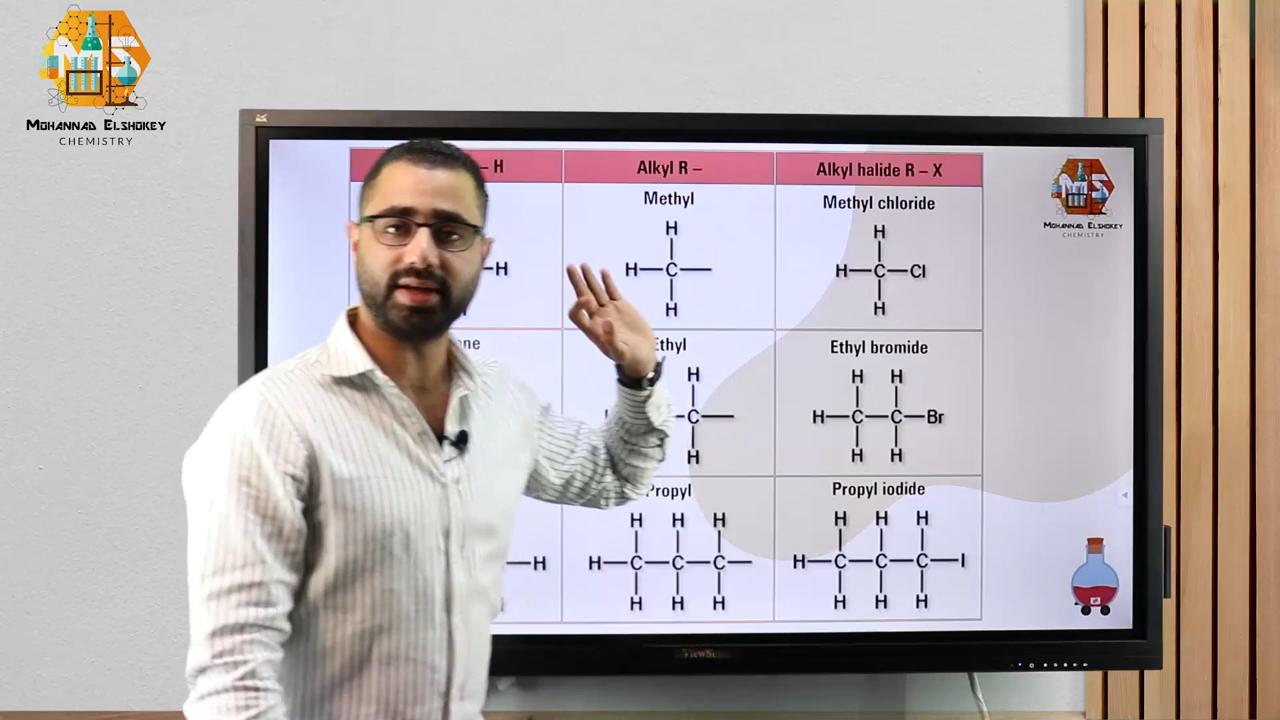 MOHANNAD ELSHOKEY
CHEMISTRY
– H
Alkyl R –
Alkyl halide R – X
Methyl
Methyl chloride
H
H
H–C–
H–C–Cl
–H
H
H
Ethyl
Ethyl bromide
H
H H
–C–
H–C–C–Br
H
H H
Propyl
Propyl iodide
H H H
H H H
–H
H–C–C–C–
H–C–C–C–I
H H H
H H H
MOHANNAD ELSHOKEY
CHEMISTRY